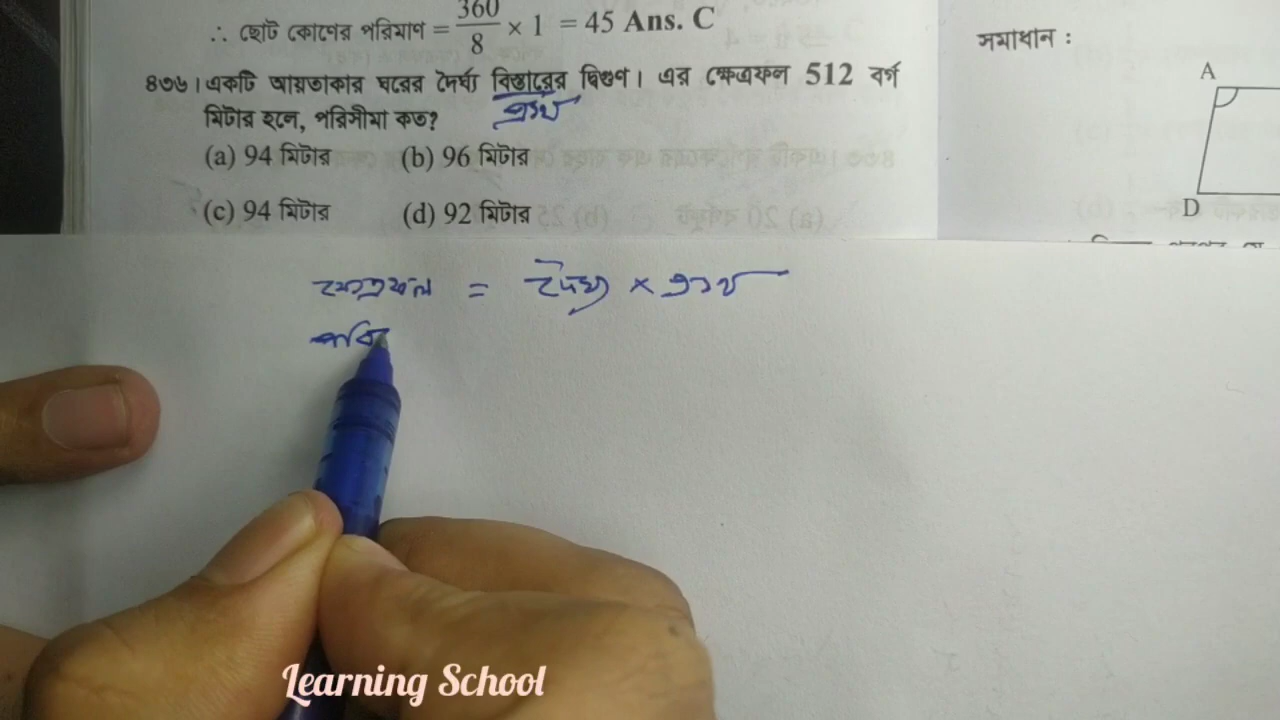 ∴ ছোট কোণের পরিমাণ = 360/8 × 1 = 45 Ans. C
৪৩৬। একটি আয়তাকার ঘরের দৈর্ঘ্য বিস্তারের দ্বিগুণ। এর ক্ষেত্রফল 512 বর্গ
মিটার হলে, পরিসীমা কত?
প্রস্থ
(a) 94 মিটার (b) 96 মিটার
(c) 94 মিটার (d) 92 মিটার
সমাধান :
A
D
ক্ষেত্রফল = দৈর্ঘ্য × প্রস্থ
পরি
Learning School